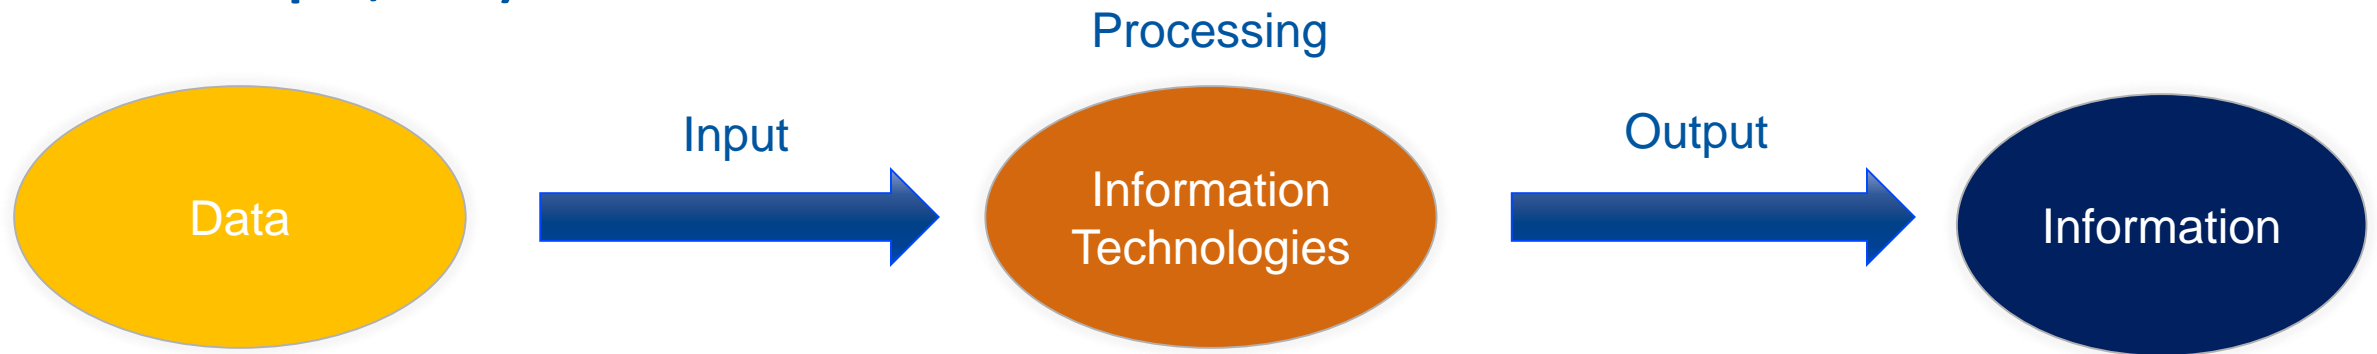 Processing
Input
Output
Data
Information
Technologies
Information